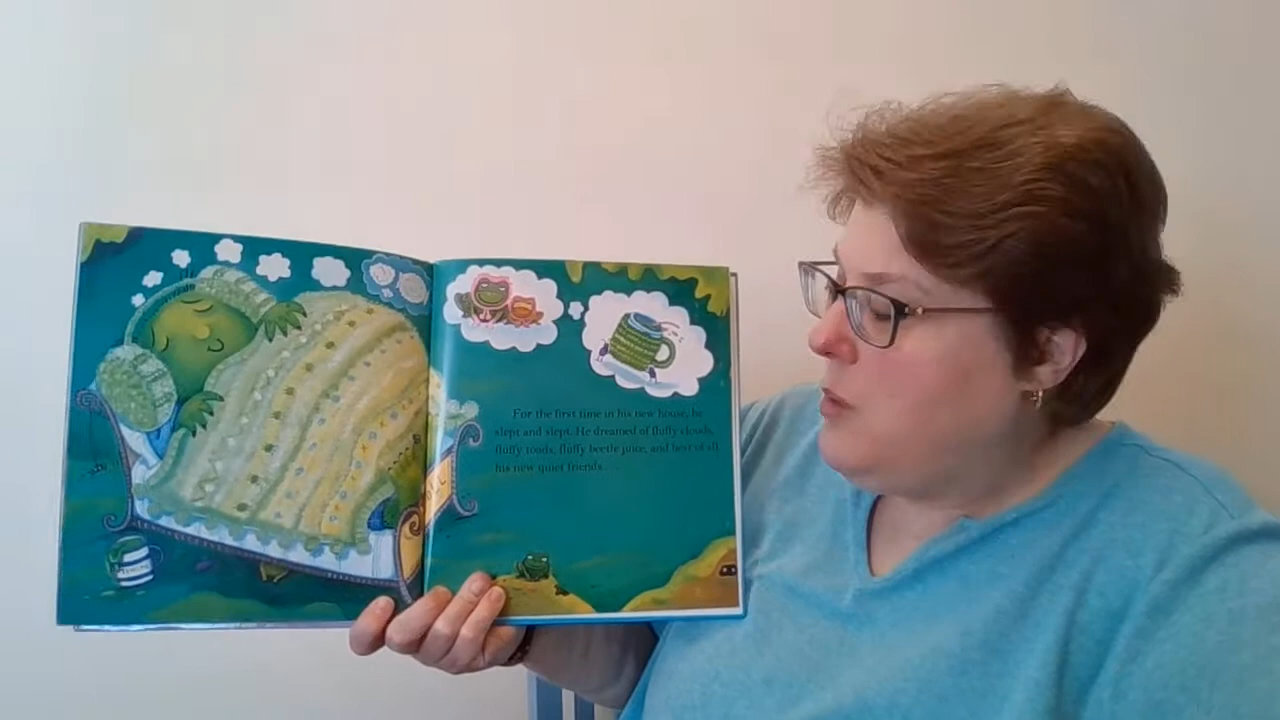 For the first time in his new house, he
slept and slept. He dreamed of fluffy clouds,
fluffy toads, fluffy beetle juice, and best of all
his new quiet friends . . .